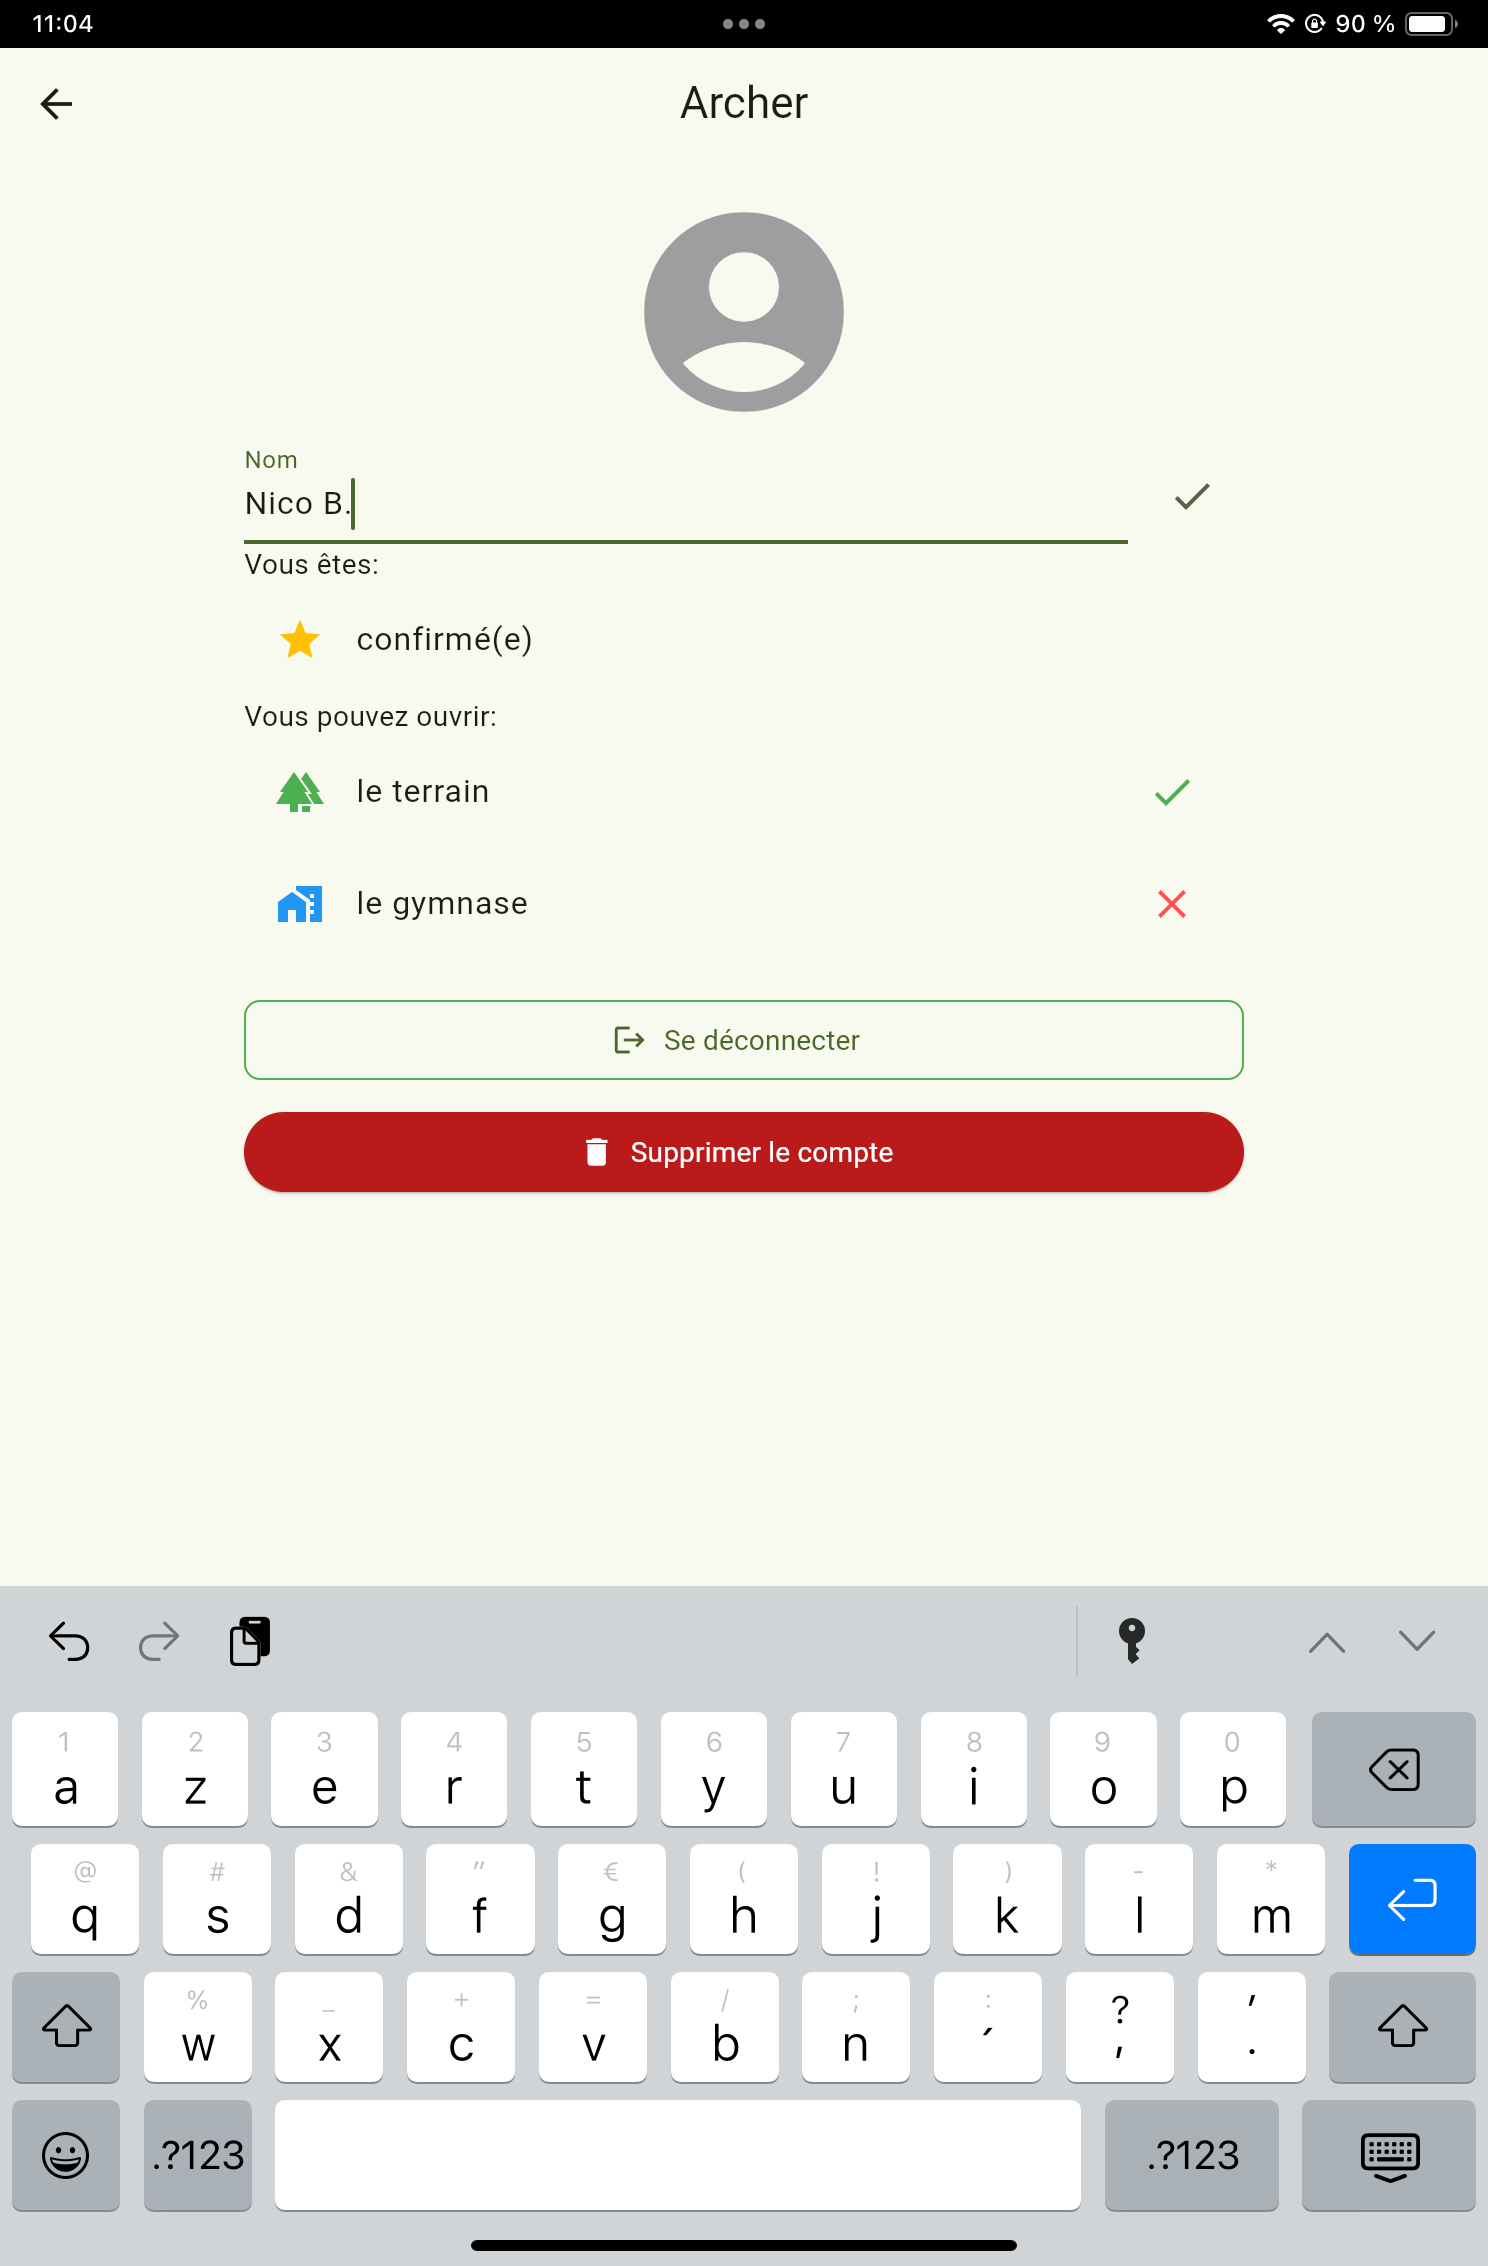 11:04
90 %
Archer
Nom
Nico B.
Vous êtes:
confirmé(e)
Vous pouvez ouvrir:
le terrain
le gymnase
Se déconnecter
Supprimer le compte
1 2 3 4 5 6 7 8 9 0
a z e r t y u i o p
@ # & " € ( ! ) - *
q s d f g h j k l m
% _ + = / ; : ? '
w x c v b n ´ , .
.?123 .?123